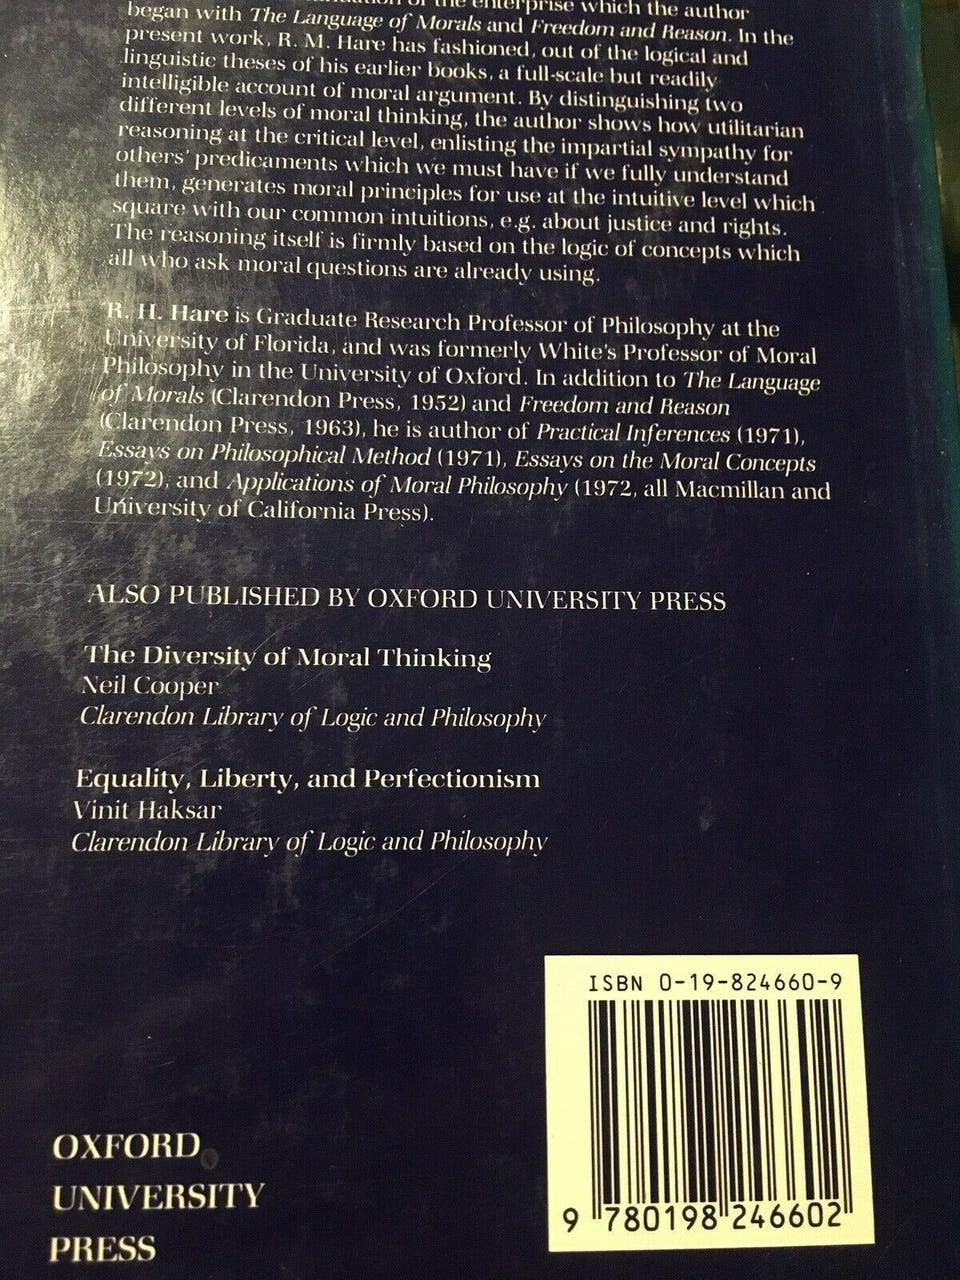 of the enterprise which the author
began with The Language of Morals and Freedom and Reason. In the
present work, R. M. Hare has fashioned, out of the logical and
linguistic theses of his earlier books, a full-scale but readily
intelligible account of moral argument. By distinguishing two
different levels of moral thinking, the author shows how utilitarian
reasoning at the critical level, enlisting the impartial sympathy for
others' predicaments which we must have if we fully understand
them, generates moral principles for use at the intuitive level which
square with our common intuitions, e.g. about justice and rights.
The reasoning itself is firmly based on the logic of concepts which
all who ask moral questions are already using.
R. H. Hare is Graduate Research Professor of Philosophy at the
University of Florida, and was formerly White's Professor of Moral
Philosophy in the University of Oxford. In addition to The Language
of Morals (Clarendon Press, 1952) and Freedom and Reason
(Clarendon Press, 1963), he is author of Practical Inferences (1971),
Essays on Philosophical Method (1971), Essays on the Moral Concepts
(1972), and Applications of Moral Philosophy (1972, all Macmillan and
University of California Press).
ALSO PUBLISHED BY OXFORD UNIVERSITY PRESS
The Diversity of Moral Thinking
Neil Cooper
Clarendon Library of Logic and Philosophy
Equality, Liberty, and Perfectionism
Vinit Haksar
Clarendon Library of Logic and Philosophy
ISBN 0-19-824660-9
9 780198 246602
OXFORD
UNIVERSITY
PRESS